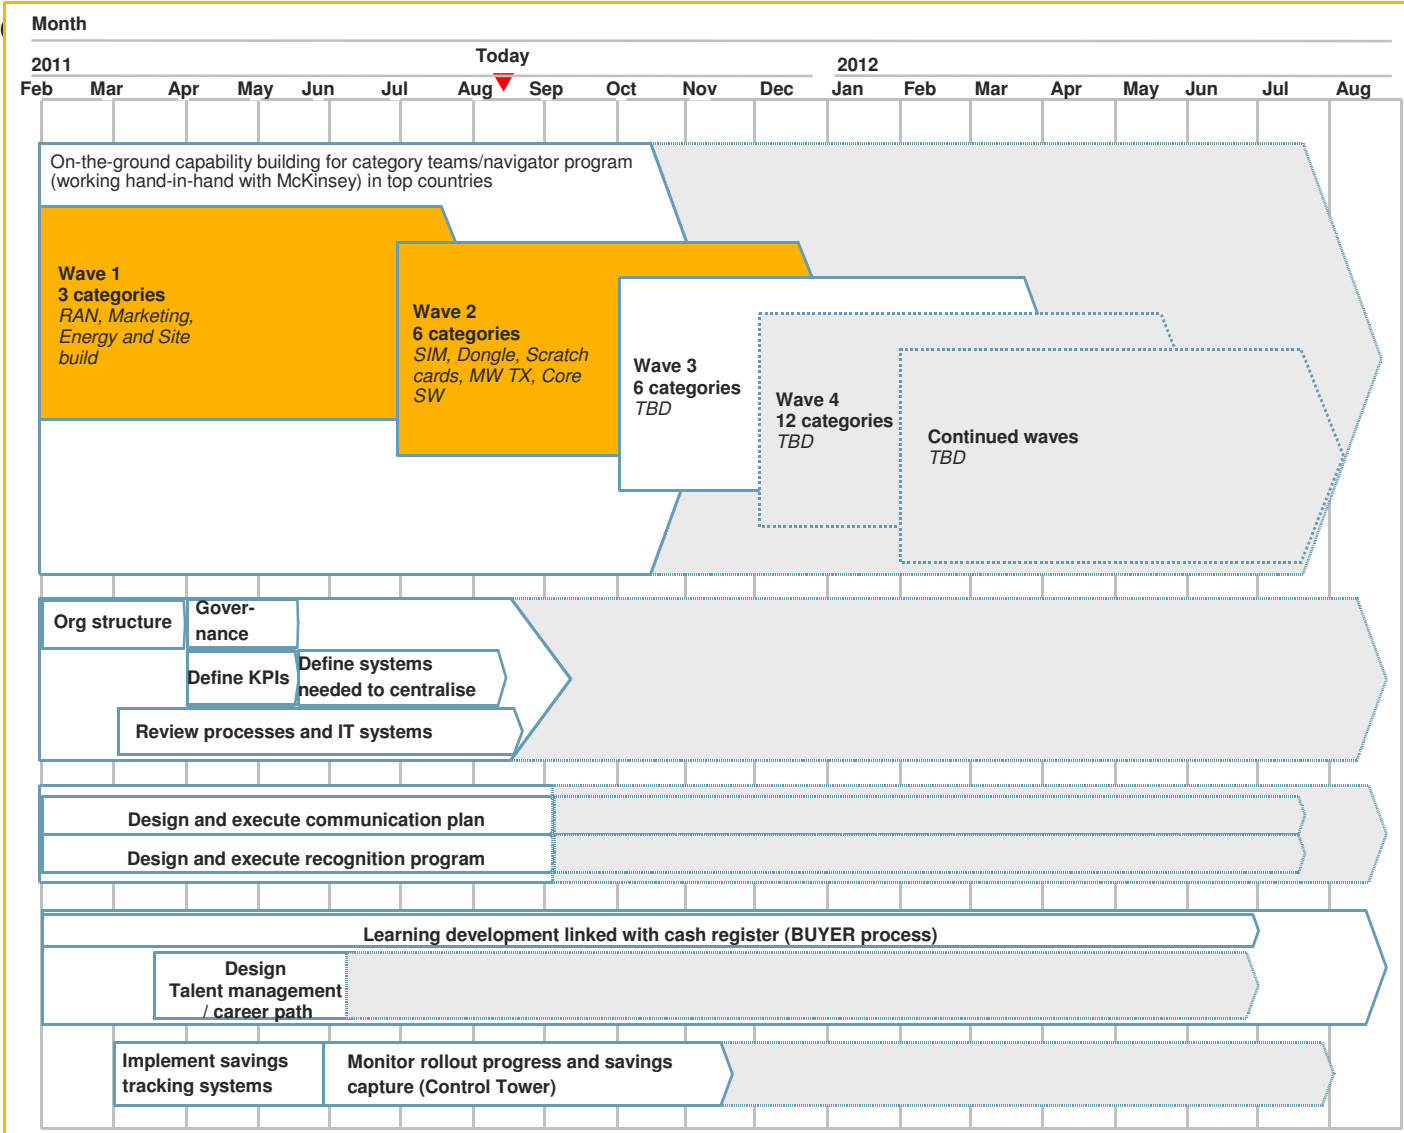 Month
2011
Today
2012
Feb Mar Apr May Jun Jul Aug Sep Oct Nov Dec Jan Feb Mar Apr May Jun Jul Aug
On-the-ground capability building for category teams/navigator program
(working hand-in-hand with McKinsey) in top countries
Wave 1
3 categories
RAN, Marketing,
Energy and Site
build
Wave 2
6 categories
SIM, Dongle, Scratch
cards, MW TX, Core
SW
Wave 3
6 categories
TBD
Wave 4
12 categories
TBD
Continued waves
TBD
Org structure
Gover-
nance
Define KPIs
Define systems
needed to centralise
Review processes and IT systems
Design and execute communication plan
Design and execute recognition program
Learning development linked with cash register (BUYER process)
Design
Talent management
/ career path
Implement savings
tracking systems
Monitor rollout progress and savings
capture (Control Tower)